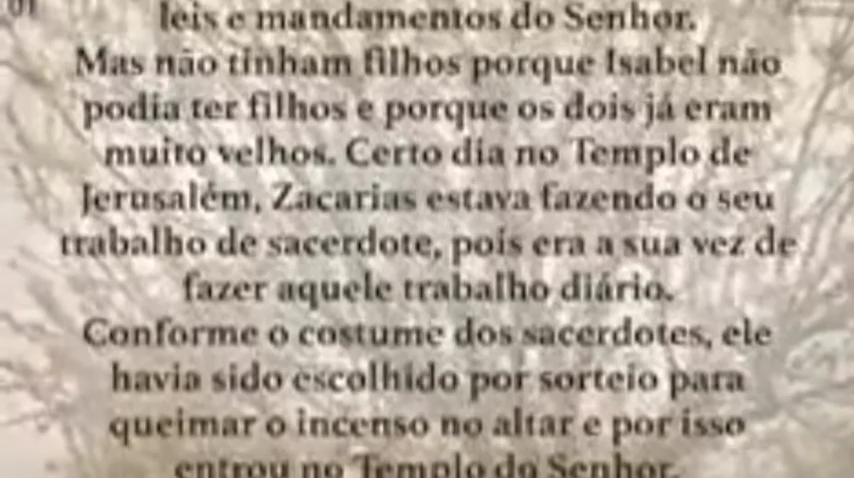 leis e mandamentos do Senhor.
Mas não tinham filhos porque Isabel não
podia ter filhos e porque os dois já eram
muito velhos. Certo dia no Templo de
Jerusalém, Zacarias estava fazendo o seu
trabalho de sacerdote, pois era a sua vez de
fazer aquele trabalho diário.
Conforme o costume dos sacerdotes, ele
havia sido escolhido por sorteio para
queimar o incenso no altar e por isso
entrou no Templo do Senhor.